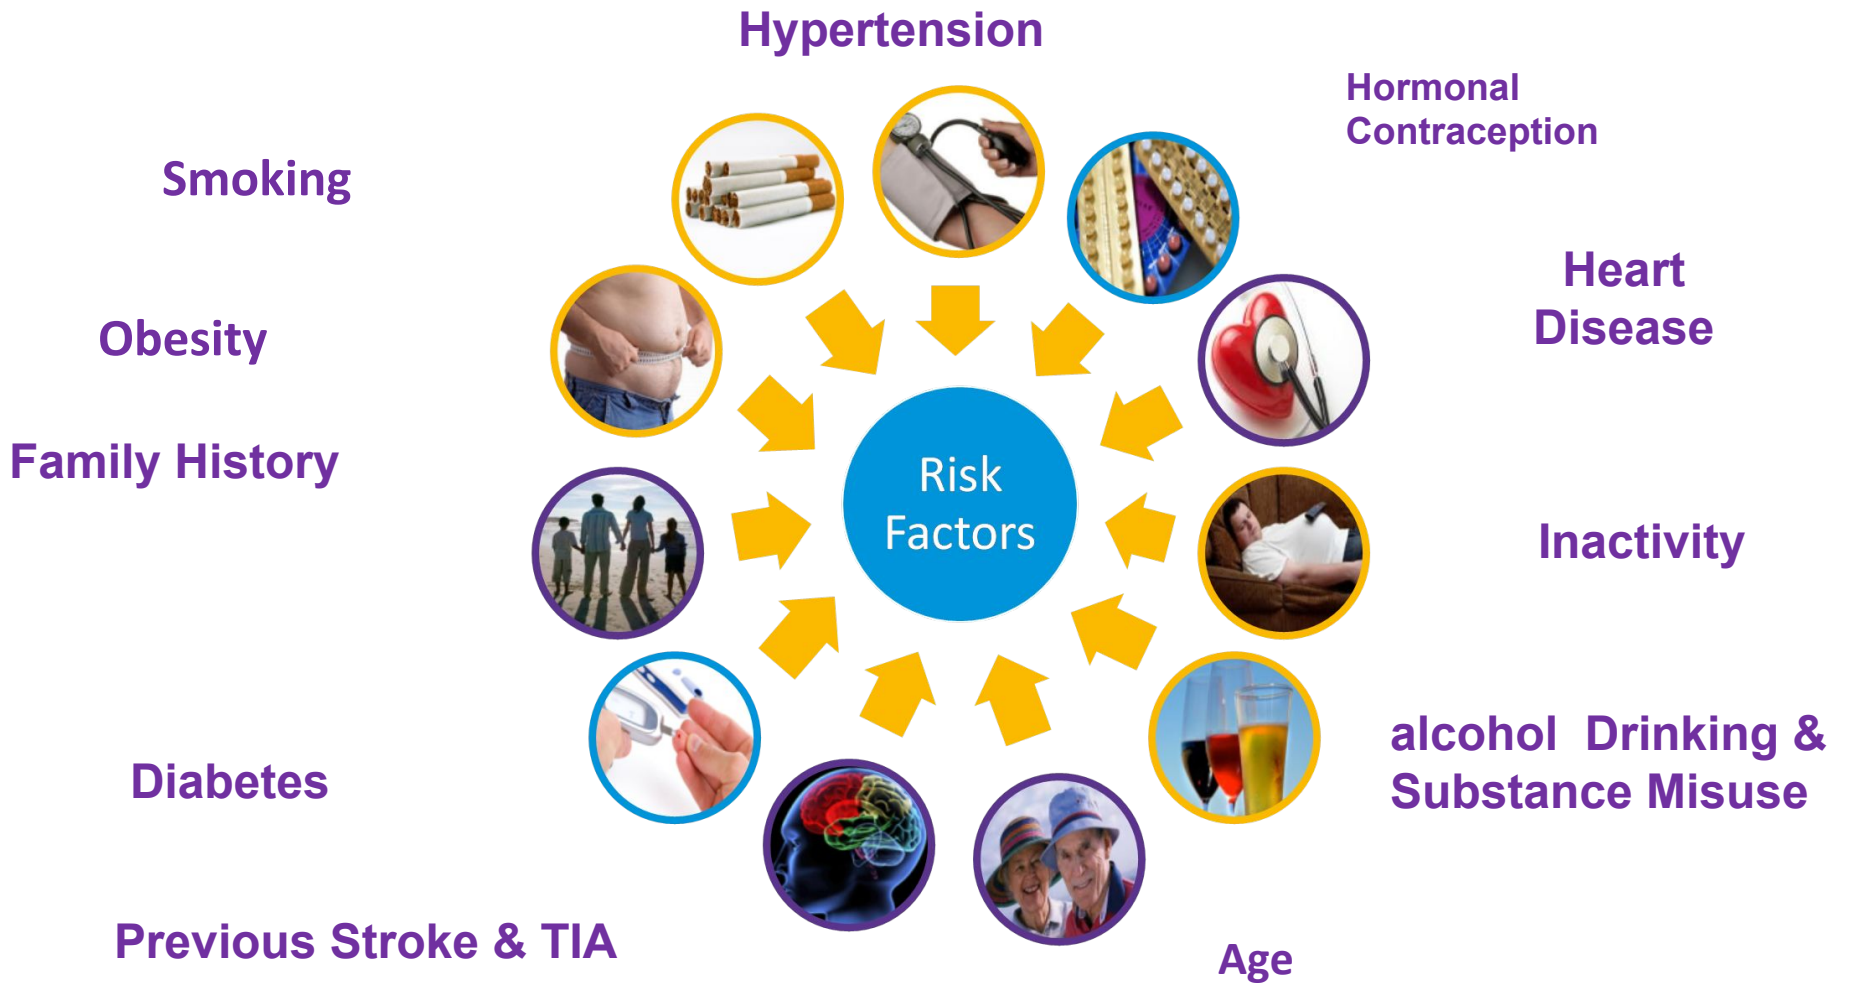 Hypertension
Hormonal
Contraception
Smoking
Heart
Disease
Obesity
Family History
Risk
Factors
Inactivity
alcohol  Drinking &
Substance Misuse
Diabetes
Previous Stroke & TIA
Age